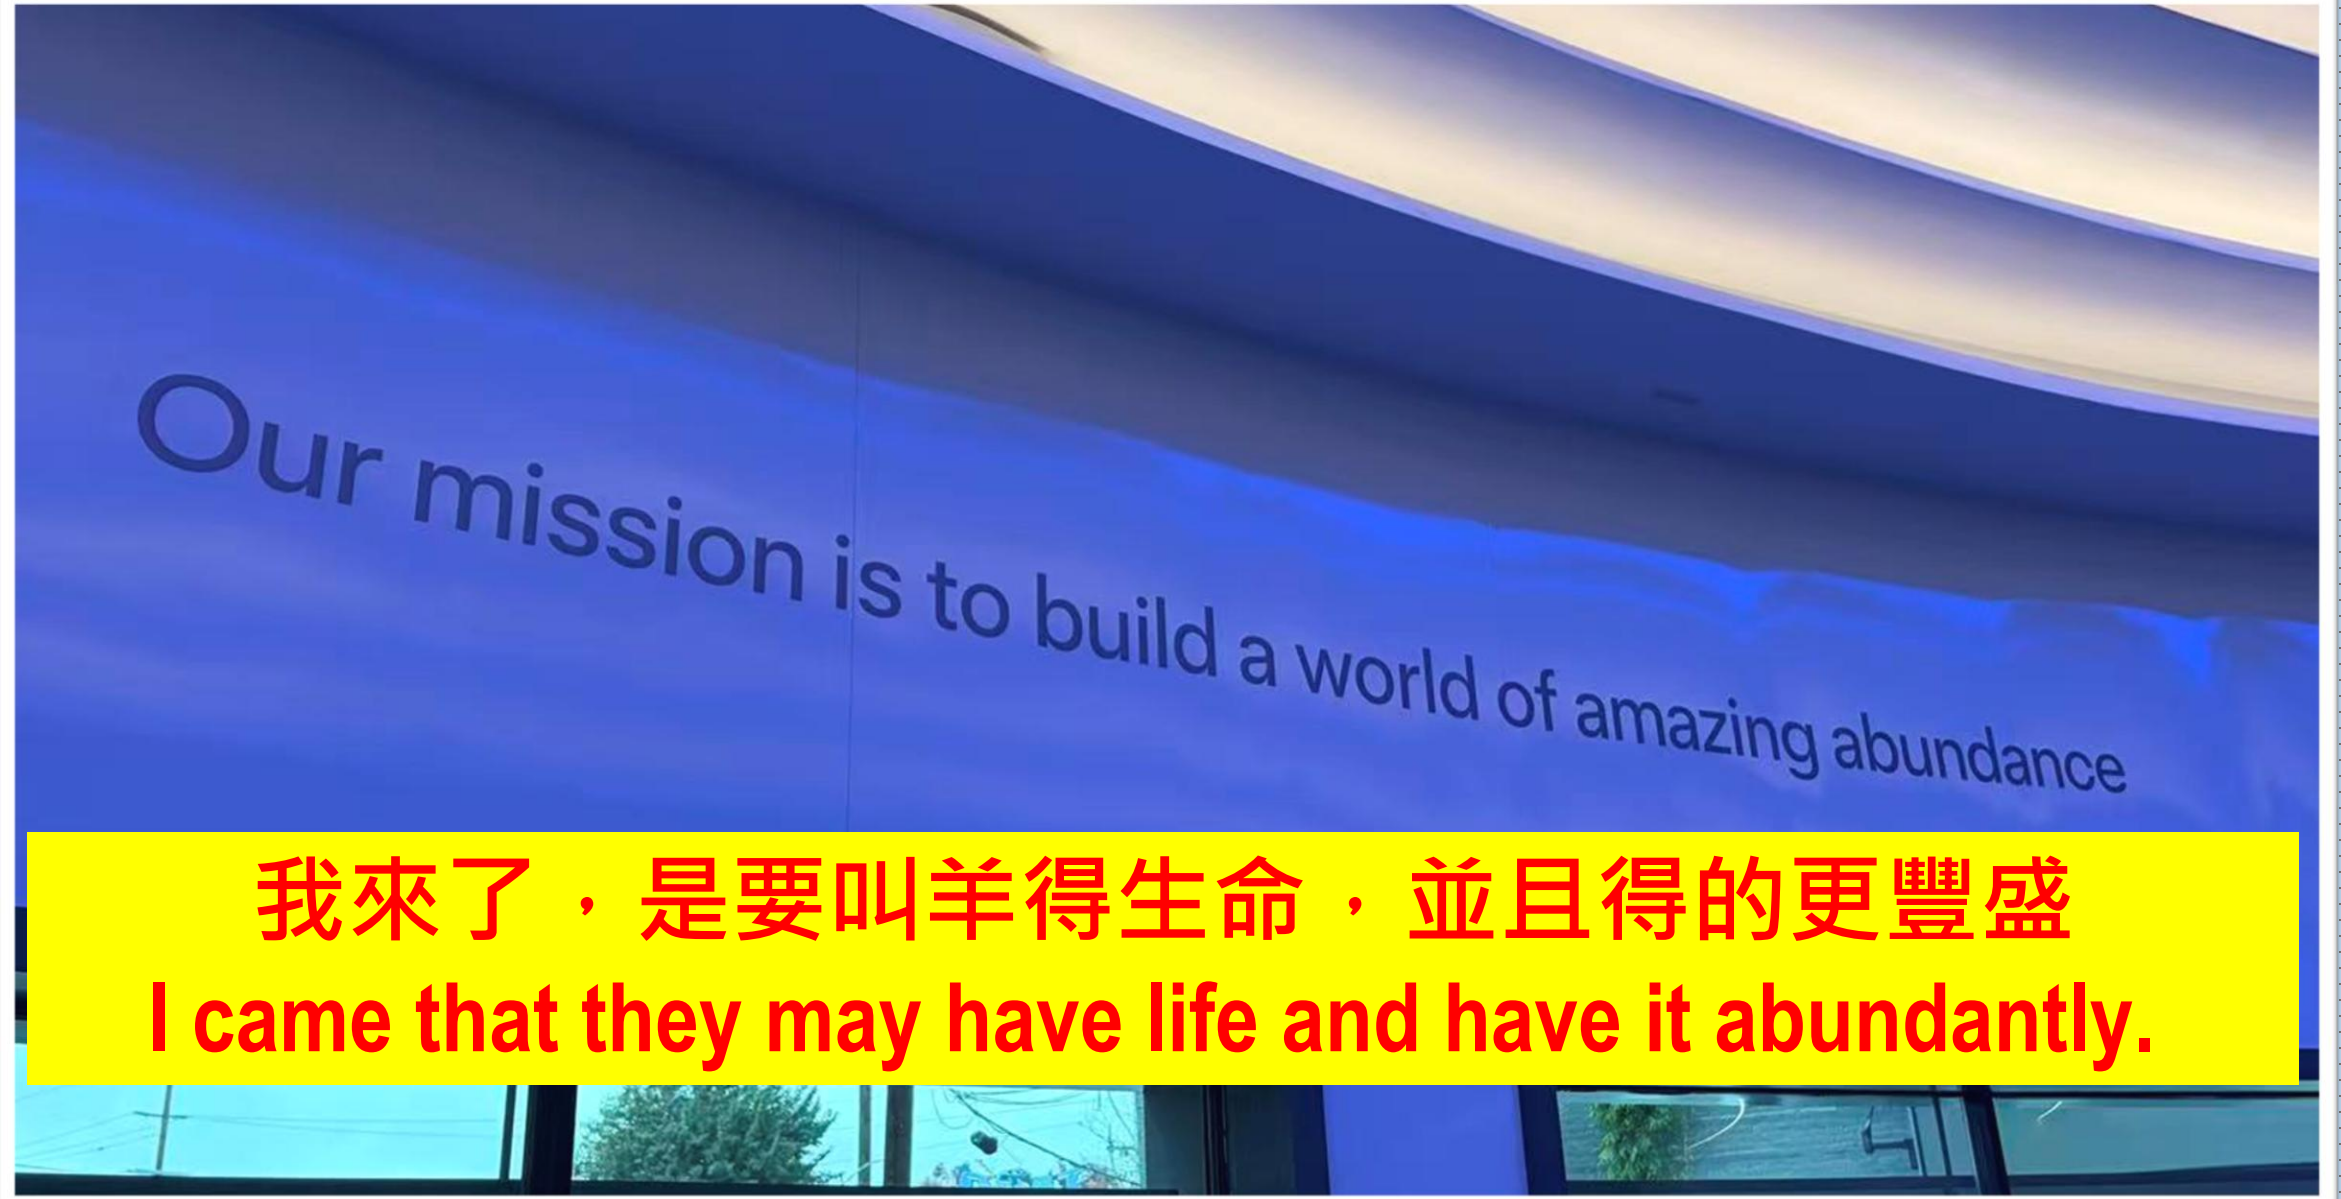 Our mission is to build a world of amazing abundance
我來了，是要叫羊得生命，並且得的更豐盛
I came that they may have life and have it abundantly.